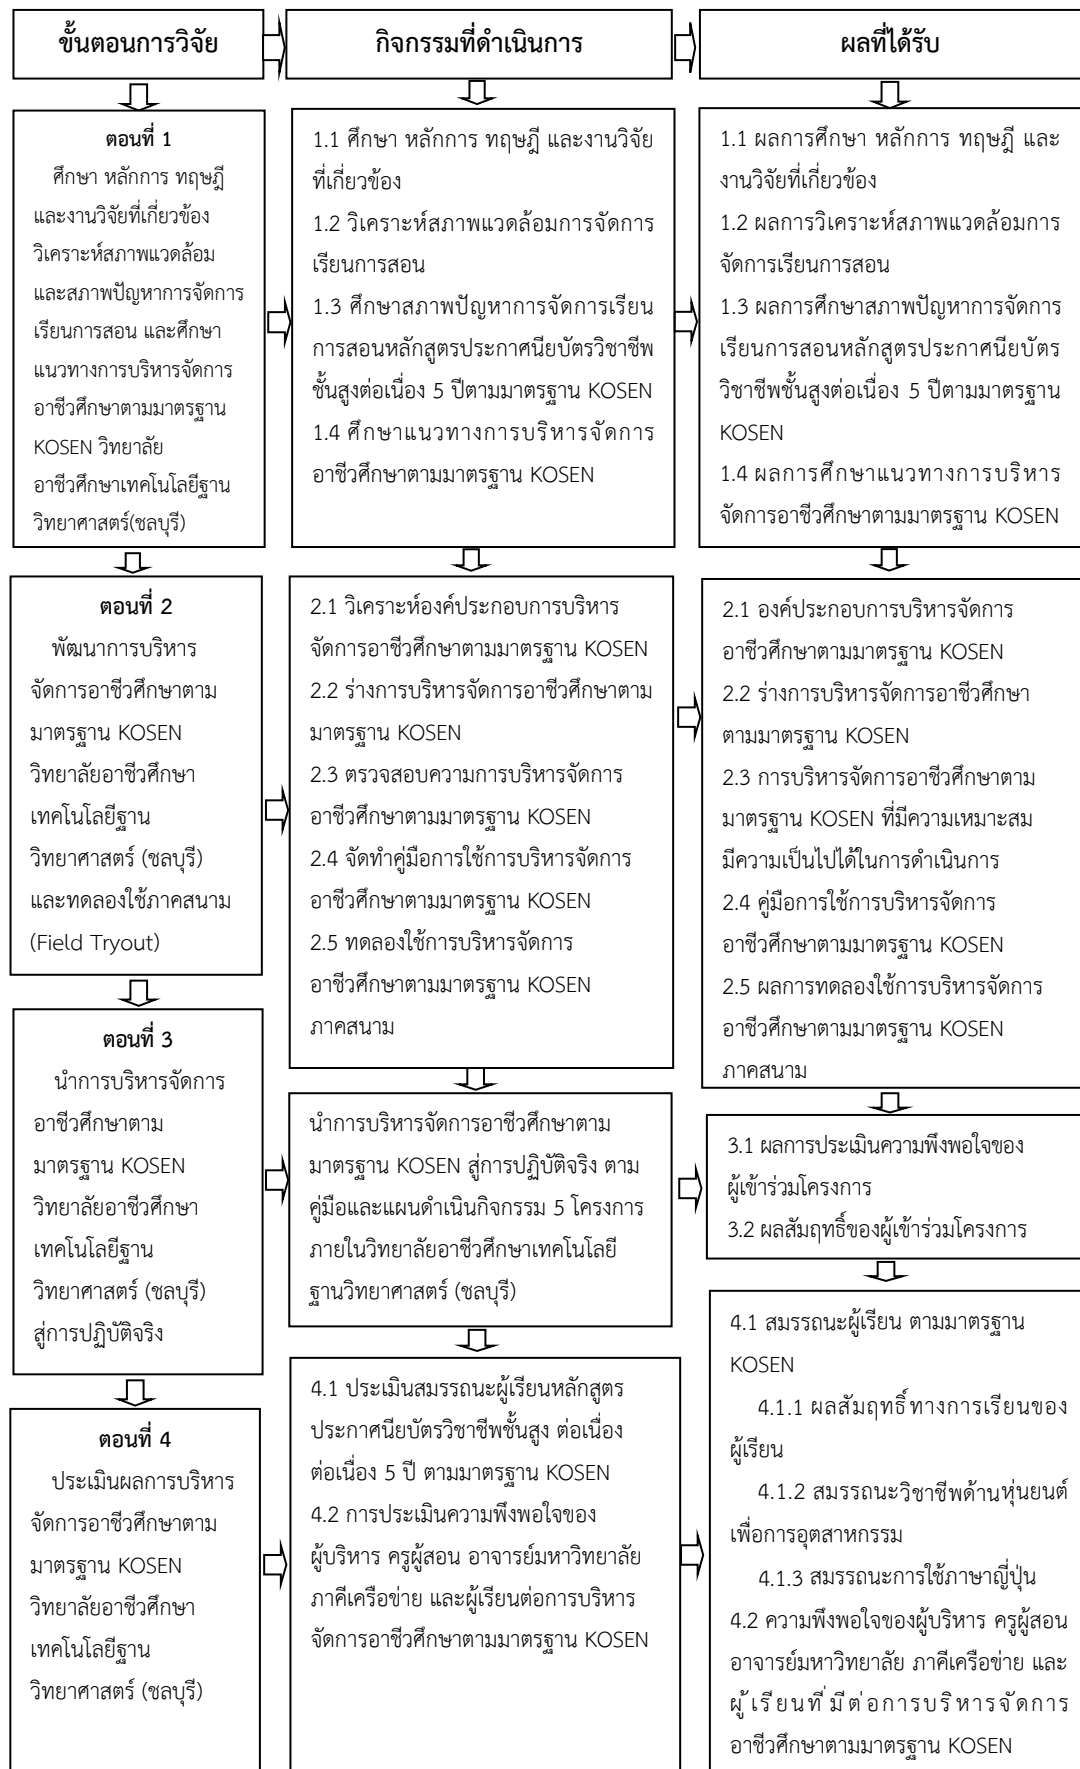 ขั้นตอนการวิจัย
กิจกรรมที่ดำเนินการ
ผลที่ได้รับ
ตอนที่ 1
ศึกษา หลักการ ทฤษฎี
และงานวิจัยที่เกี่ยวข้อง
วิเคราะห์สภาพแวดล้อม
และสภาพปัญหาการจัดการ
เรียนการสอน และศึกษา
แนวทางการบริหารจัดการ
อาชีวศึกษาตามมาตรฐาน
KOSEN วิทยาลัย
อาชีวศึกษาเทคโนโลยีฐาน
วิทยาศาสตร์(ชลบุรี)
1.1 ศึกษา หลักการ ทฤษฎี และงานวิจัย
ที่เกี่ยวข้อง
1.2 วิเคราะห์สภาพแวดล้อมการจัดการ
เรียนการสอน
1.3 ศึกษาสภาพปัญหาการจัดการเรียน
การสอนหลักสูตรประกาศนียบัตรวิชาชีพ
ชั้นสูงต่อเนื่อง 5 ปีตามมาตรฐาน KOSEN
1.4 ศึกษาแนวทางการบริหารจัดการ
อาชีวศึกษาตามมาตรฐาน KOSEN
1.1 ผลการศึกษา หลักการ ทฤษฎี และ
งานวิจัยที่เกี่ยวข้อง
1.2 ผลการวิเคราะห์สภาพแวดล้อมการ
จัดการเรียนการสอน
1.3 ผลการศึกษาสภาพปัญหาการจัดการ
เรียนการสอนหลักสูตรประกาศนียบัตร
วิชาชีพชั้นสูงต่อเนื่อง 5 ปีตามมาตรฐาน
KOSEN
1.4 ผลการศึกษาแนวทางการบริหาร
จัดการอาชีวศึกษาตามมาตรฐาน KOSEN
ตอนที่ 2
พัฒนาการบริหาร
จัดการอาชีวศึกษาตาม
มาตรฐาน KOSEN
วิทยาลัยอาชีวศึกษา
เทคโนโลยีฐาน
วิทยาศาสตร์ (ชลบุรี)
และทดลองใช้ภาคสนาม
(Field Tryout)
2.1 วิเคราะห์องค์ประกอบการบริหาร
จัดการอาชีวศึกษาตามมาตรฐาน KOSEN
2.2 ร่างการบริหารจัดการอาชีวศึกษาตาม
มาตรฐาน KOSEN
2.3 ตรวจสอบความการบริหารจัดการ
อาชีวศึกษาตามมาตรฐาน KOSEN
2.4 จัดทำคู่มือการใช้การบริหารจัดการ
อาชีวศึกษาตามมาตรฐาน KOSEN
2.5 ทดลองใช้การบริหารจัดการ
อาชีวศึกษาตามมาตรฐาน KOSEN
ภาคสนาม
2.1 องค์ประกอบการบริหารจัดการ
อาชีวศึกษาตามมาตรฐาน KOSEN
2.2 ร่างการบริหารจัดการอาชีวศึกษา
ตามมาตรฐาน KOSEN
2.3 การบริหารจัดการอาชีวศึกษาตาม
มาตรฐาน KOSEN ที่มีความเหมาะสม
มีความเป็นไปได้ในการดำเนินการ
2.4 คู่มือการใช้การบริหารจัดการ
อาชีวศึกษาตามมาตรฐาน KOSEN
2.5 ผลการทดลองใช้การบริหารจัดการ
อาชีวศึกษาตามมาตรฐาน KOSEN
ภาคสนาม
ตอนที่ 3
นำการบริหารจัดการ
อาชีวศึกษาตาม
มาตรฐาน KOSEN
วิทยาลัยอาชีวศึกษา
เทคโนโลยีฐาน
วิทยาศาสตร์ (ชลบุรี)
สู่การปฏิบัติจริง
นำการบริหารจัดการอาชีวศึกษาตาม
มาตรฐาน KOSEN สู่การปฏิบัติจริง ตาม
คู่มือและแผนดำเนินกิจกรรม 5 โครงการ
ภายในวิทยาลัยอาชีวศึกษาเทคโนโลยี
ฐานวิทยาศาสตร์ (ชลบุรี)
3.1 ผลการประเมินความพึงพอใจของ
ผู้เข้าร่วมโครงการ
3.2 ผลสัมฤทธิ์ของผู้เข้าร่วมโครงการ
ตอนที่ 4
ประเมินผลการบริหาร
จัดการอาชีวศึกษาตาม
มาตรฐาน KOSEN
วิทยาลัยอาชีวศึกษา
เทคโนโลยีฐาน
วิทยาศาสตร์ (ชลบุรี)
4.1 ประเมินสมรรถนะผู้เรียนหลักสูตร
ประกาศนียบัตรวิชาชีพชั้นสูง ต่อเนื่อง
ต่อเนื่อง 5 ปี ตามมาตรฐาน KOSEN
4.2 การประเมินความพึงพอใจของ
ผู้บริหาร ครูผู้สอน อาจารย์มหาวิทยาลัย
ภาคีเครือข่าย และผู้เรียนต่อการบริหาร
จัดการอาชีวศึกษาตามมาตรฐาน KOSEN
4.1 สมรรถนะผู้เรียน ตามมาตรฐาน
KOSEN
4.1.1 ผลสัมฤทธิ์ทางการเรียนของ
ผู้เรียน
4.1.2 สมรรถนะวิชาชีพด้านหุ่นยนต์
เพื่อการอุตสาหกรรม
4.1.3 สมรรถนะการใช้ภาษาญี่ปุ่น
4.2 ความพึงพอใจของผู้บริหาร ครูผู้สอน
อาจารย์มหาวิทยาลัย ภาคีเครือข่าย และ
ผู้เรียนที่มีต่อการบริหารจัดการ
อาชีวศึกษาตามมาตรฐาน KOSEN